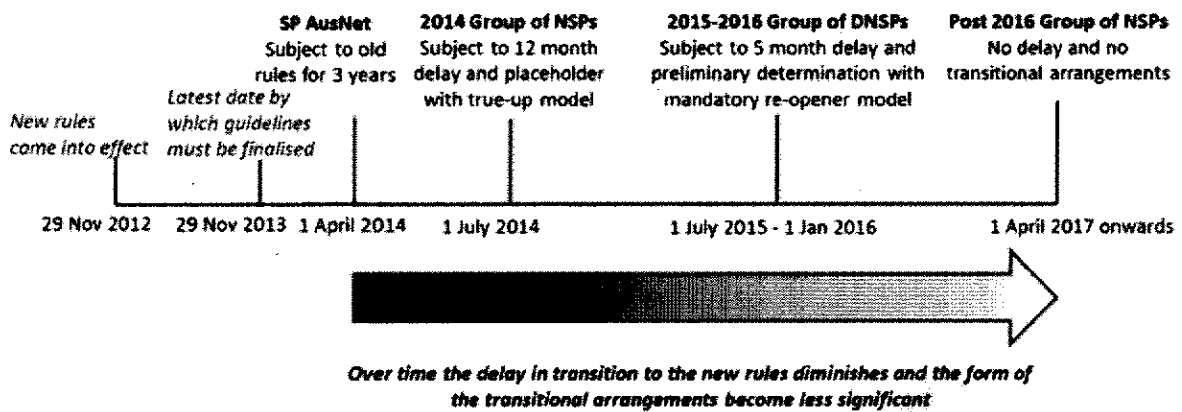 SP AusNet
Subject to old
rules for 3 years
2014 Group of NSPs
Subject to 12 month
delay and placeholder
with true-up model
2015-2016 Group of DNSPs
Subject to 5 month delay and
preliminary determination with
mandatory re-opener model
Post 2016 Group of NSPs
No delay and no
transitional arrangements
New rules
come into effect
Latest date by
which guidelines
must be finalised
29 Nov 2012
29 Nov 2013
1 April 2014
1 July 2014
1 July 2015 - 1 Jan 2016
1 April 2017 onwards
Over time the delay in transition to the new rules diminishes and the form of
the transitional arrangements become less significant